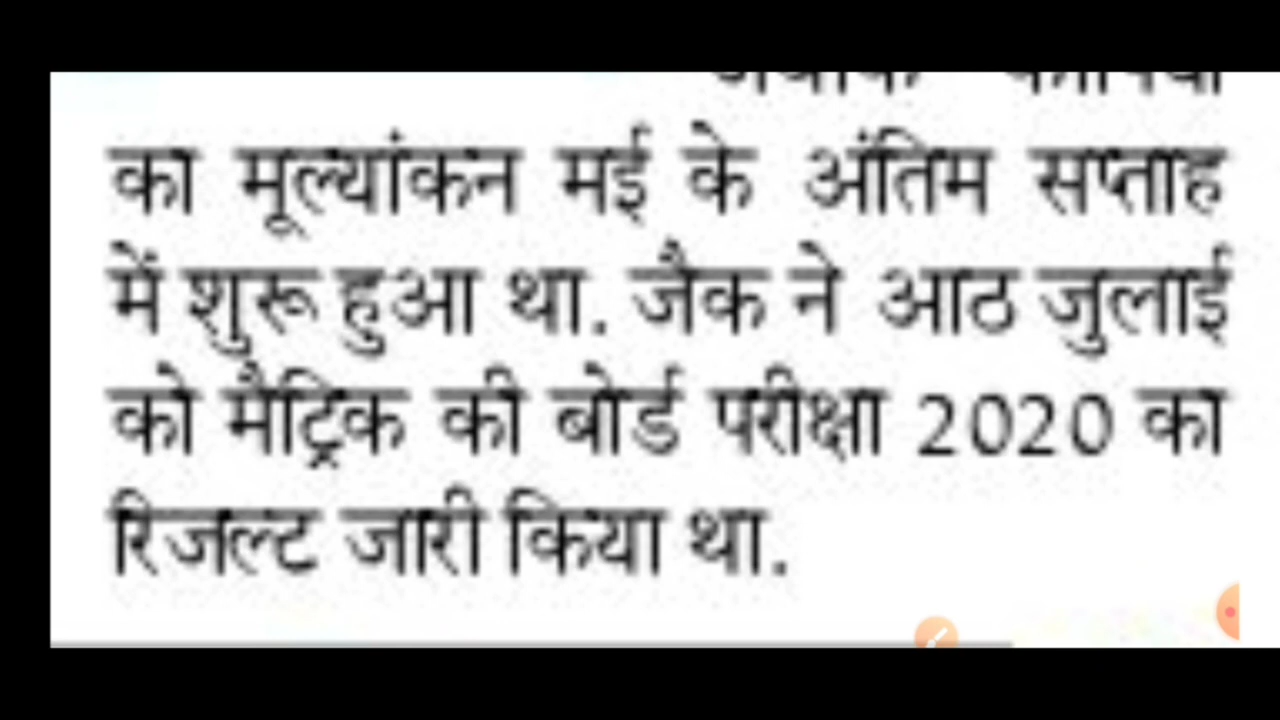 का मूल्यांकन मई के अंतिम सप्ताह
में शुरू हुआ था. जैक ने आठ जुलाई
को मैट्रिक की बोर्ड परीक्षा 2020 का
रिजल्ट जारी किया था.